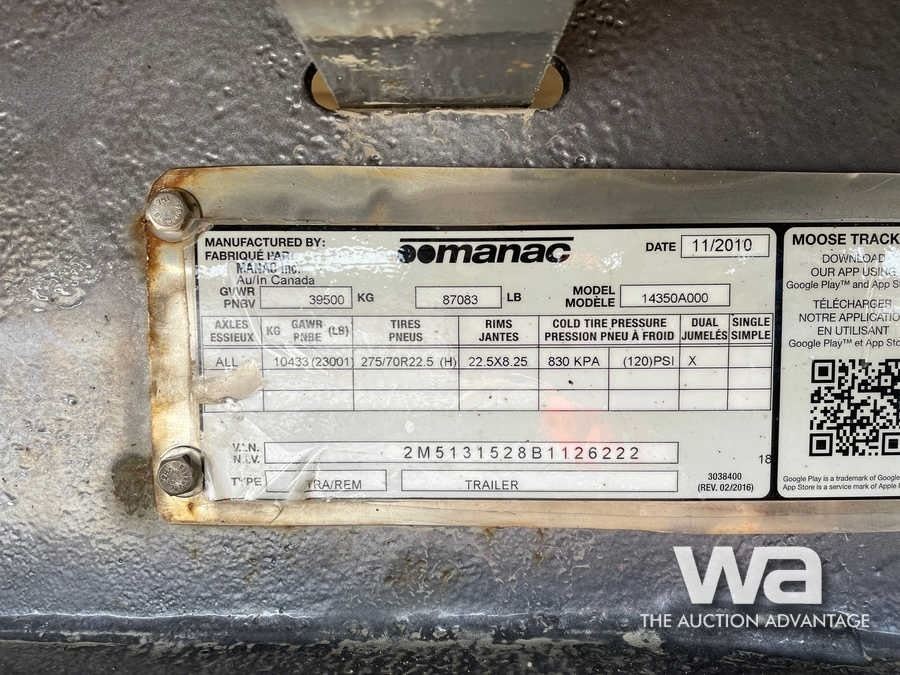 MANUFACTURED BY:
FABRIQUÉ PAR
MANAC Inc.
Au/In Canada
manac
DATE 11/2010
GVWR
PNBV 39500 KG 87083 LB
MODEL
MODÈLE 14350A000
AXLES
ESSIEUX
KG GAWR (LB)
PNBE
TIRES
PNEUS
RIMS
JANTES
COLD TIRE PRESSURE
PRESSION PNEU À FROID
DUAL
JUMELÉS
SINGLE
SIMPLE
ALL 10433 (23001) 275/70R22.5 (H) 22.5X8.25 830 KPA (120)PSI X
V.I.N.
N.I.V. 2M5131528B1126222
18
TYPE TRA/REM TRAILER
3038400
(REV. 02/2016)
MOOSE TRACK
DOWNLOAD
OUR APP USING
Google Play™ and App
TÉLÉCHARGER
NOTRE APPLICATIO
EN UTILISANT
Google Play™ et App Sto
Google Play is a trademark of Google
App Store is a service mark of Apple
wa
THE AUCTION ADVANTAGE